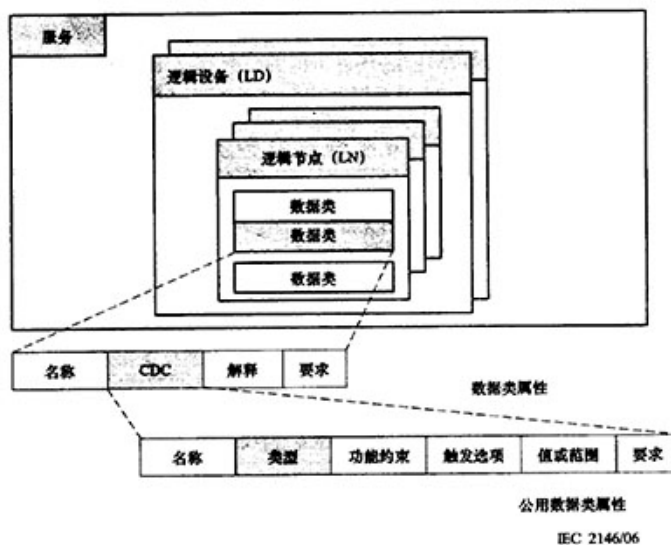 服务
逻辑设备 (LD)
逻辑节点 (LN)
数据类
数据类
数据类
名称 CDC 解释 要求
数据类属性
名称 类型 功能约束 触发选项 值或范围 要求
公用数据类属性
IEC 2146/06